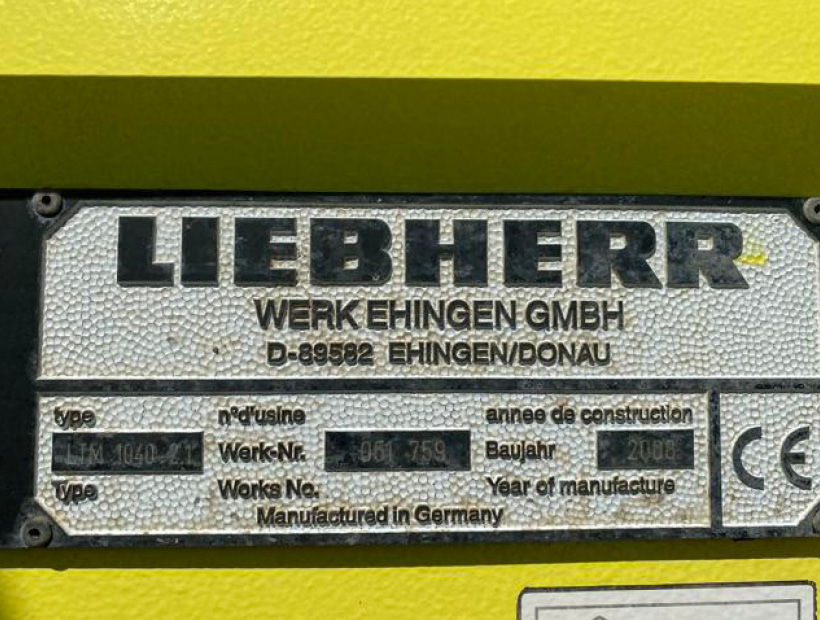 LIEBHERR
WERK EHINGEN GMBH
D-89582 EHINGEN/DONAU
type n°d'usine annee de construction
LTM 1040-2.1 Werk-Nr. 061 759 Baujahr
Type Works No. Year of manufacture
Manufactured in Germany
CE